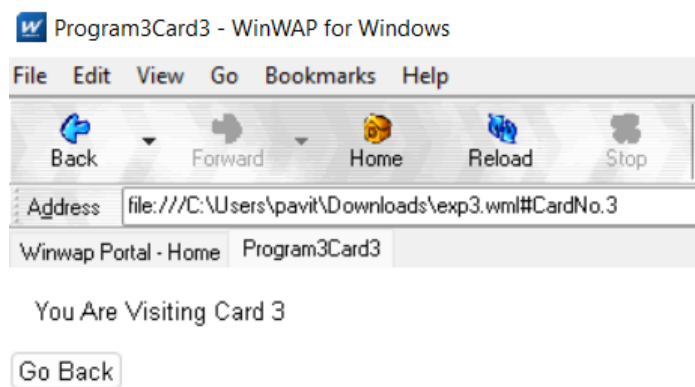 W Program3Card3 - WinWAP for Windows
File Edit View Go Bookmarks Help
Back Forward Home Reload Stop
Address file:///C:\Users\pavit\Downloads\exp3.wml#CardNo.3
Winwap Portal - Home Program3Card3
You Are Visiting Card 3
Go Back